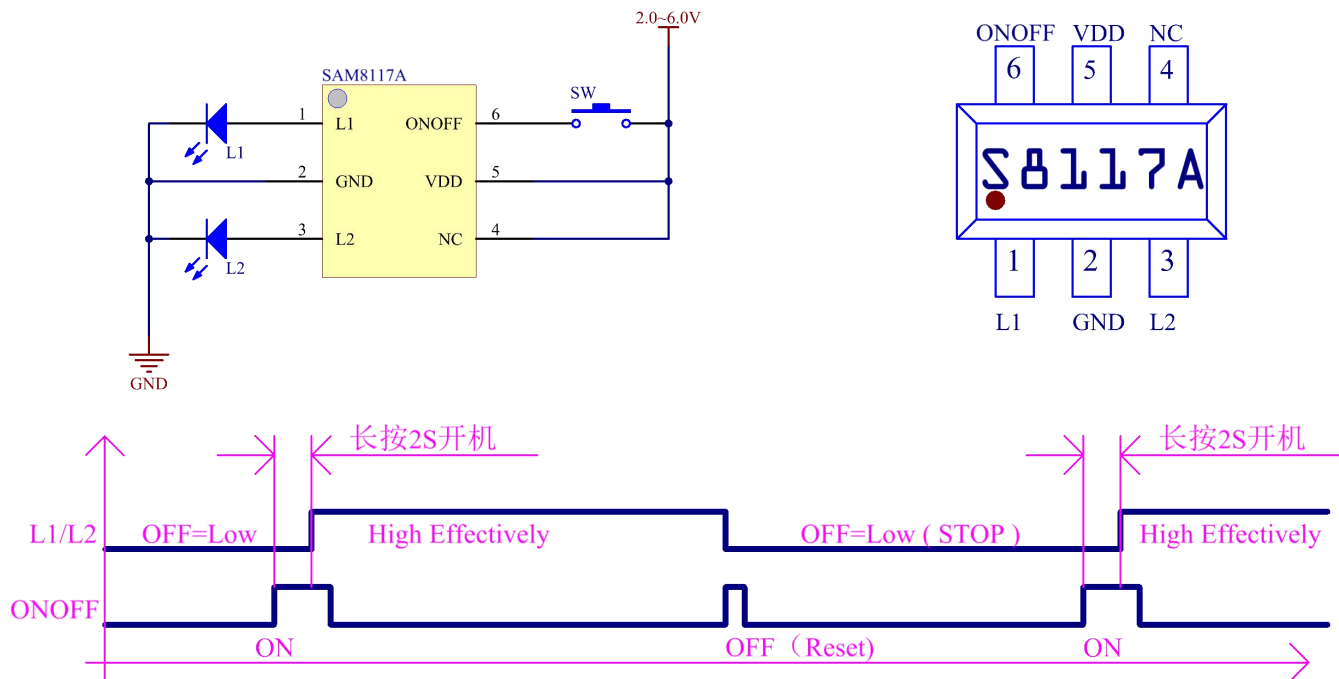 2.0~6.0V
SAM8117A
SW
1 L1 ONOFF 6
L1
2 GND VDD 5
3 L2 NC 4
L2
GND
ONOFF VDD NC
6 5 4
S8117A
1 2 3
L1 GND L2
长按2S开机 长按2S开机
L1/L2 OFF=Low High Effectively OFF=Low ( STOP ) High Effectively
ONOFF
ON OFF（Reset) ON